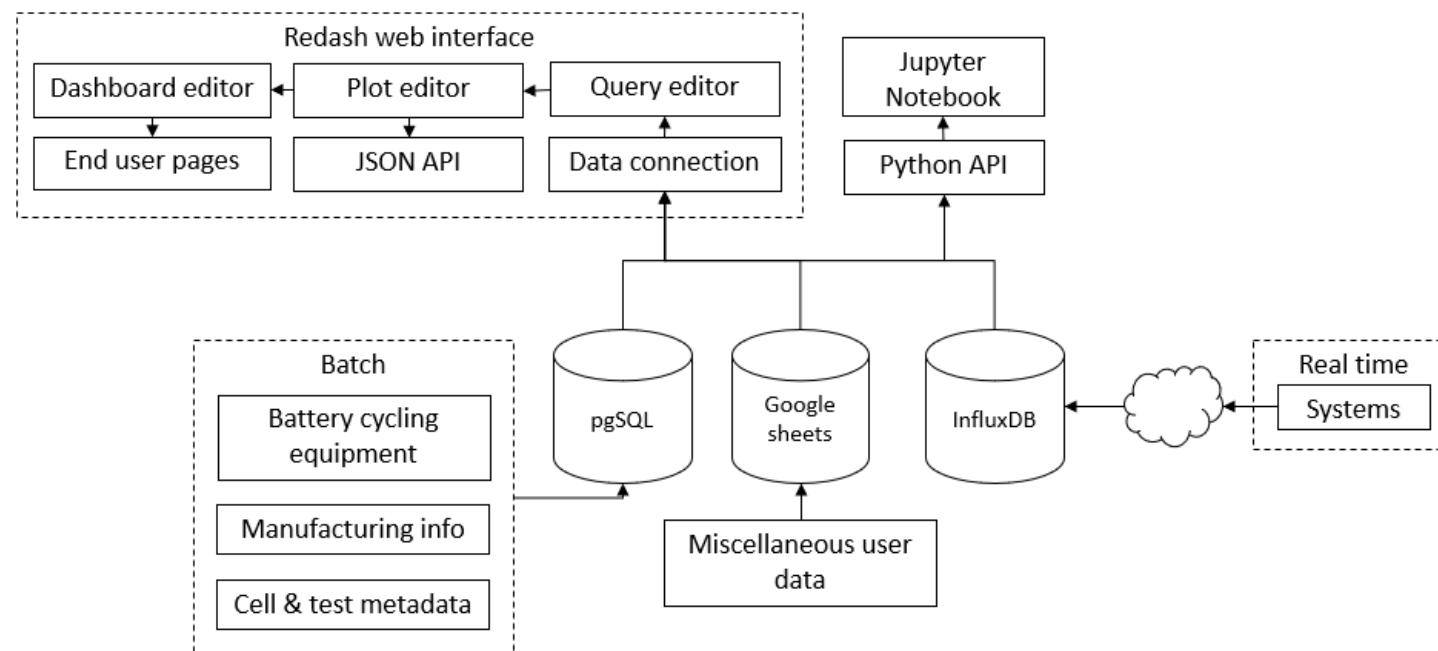 Redash web interface
Dashboard editor
Plot editor
Query editor
End user pages
JSON API
Data connection
Jupyter
Notebook
Python API
Batch
Battery cycling
equipment
Manufacturing info
Cell & test metadata
pgSQL
Google
sheets
InfluxDB
Miscellaneous user
data
Real time
Systems